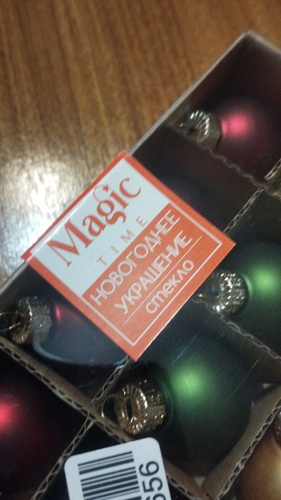 Magic
TIME
НОВОГОДНЕЕ
УКРАШЕНИЕ
стекло
556